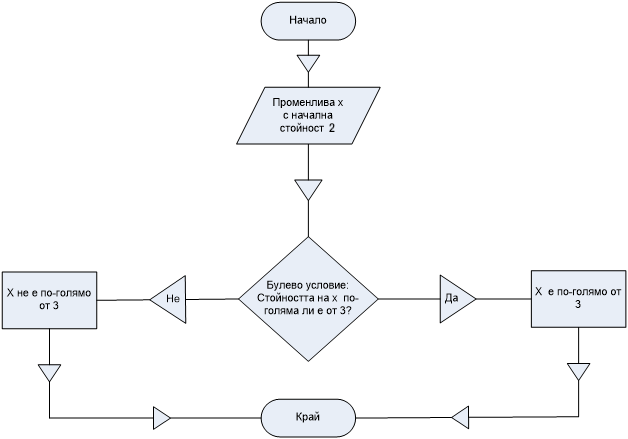 Начало
Променлива x
с начална
стойност 2
Булево условие:
Стойността на x по-
голяма ли е от 3?
Не
Да
X не е по-голямо
от 3
X е по-голямо от
3
Край